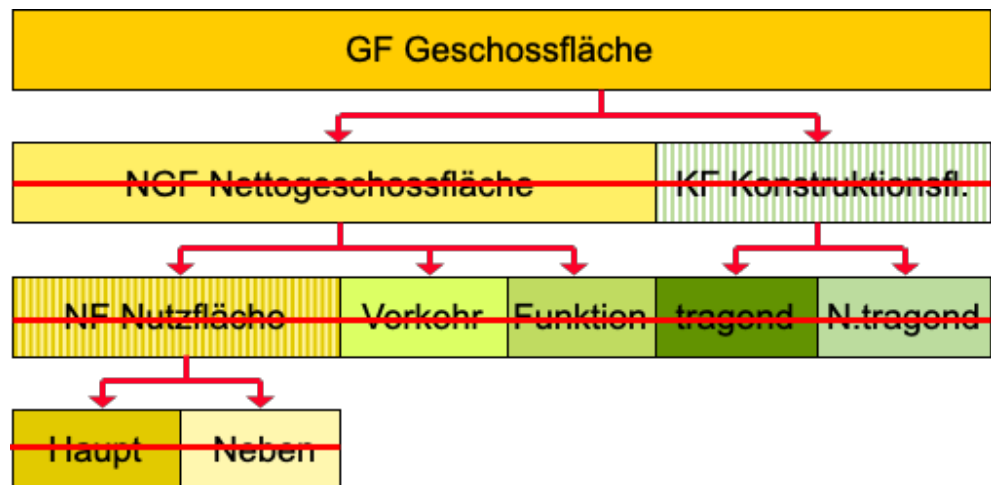 GF Geschossfläche
NGF Nettogeschossfläche KF Konstruktionsfl.
NF Nutzfläche Verkehr Funktion tragend N.tragend
Haupt Neben